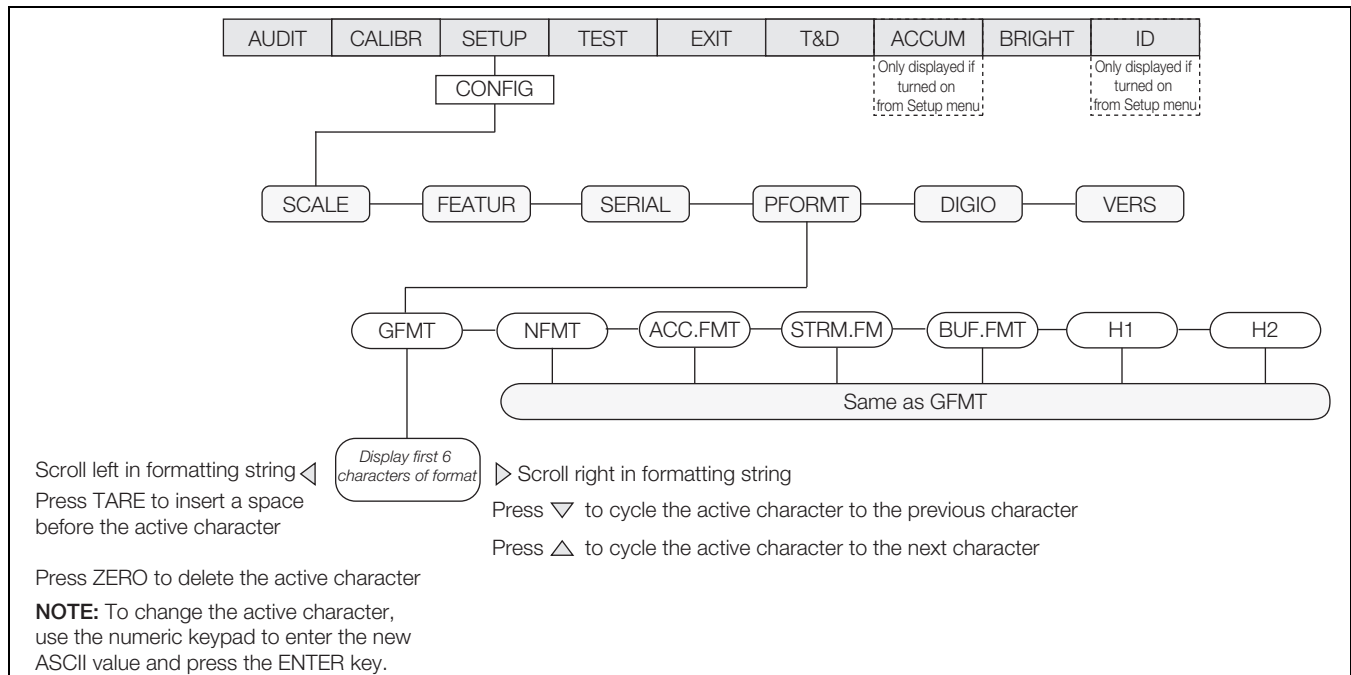 AUDIT CALIBR SETUP TEST EXIT T&D ACCUM BRIGHT ID
Only displayed if
turned on
from Setup menu
Only displayed if
turned on
from Setup menu
CONFIG
SCALE FEATUR SERIAL PFORMT DIGIO VERS
GFMT NFMT ACC.FMT STRM.FM BUF.FMT H1 H2
Same as GFMT
Display first 6
characters of format
Scroll left in formatting string
Press TARE to insert a space
before the active character
Scroll right in formatting string
Press ▽ to cycle the active character to the previous character
Press △ to cycle the active character to the next character
Press ZERO to delete the active character
NOTE: To change the active character,
use the numeric keypad to enter the new
ASCII value and press the ENTER key.